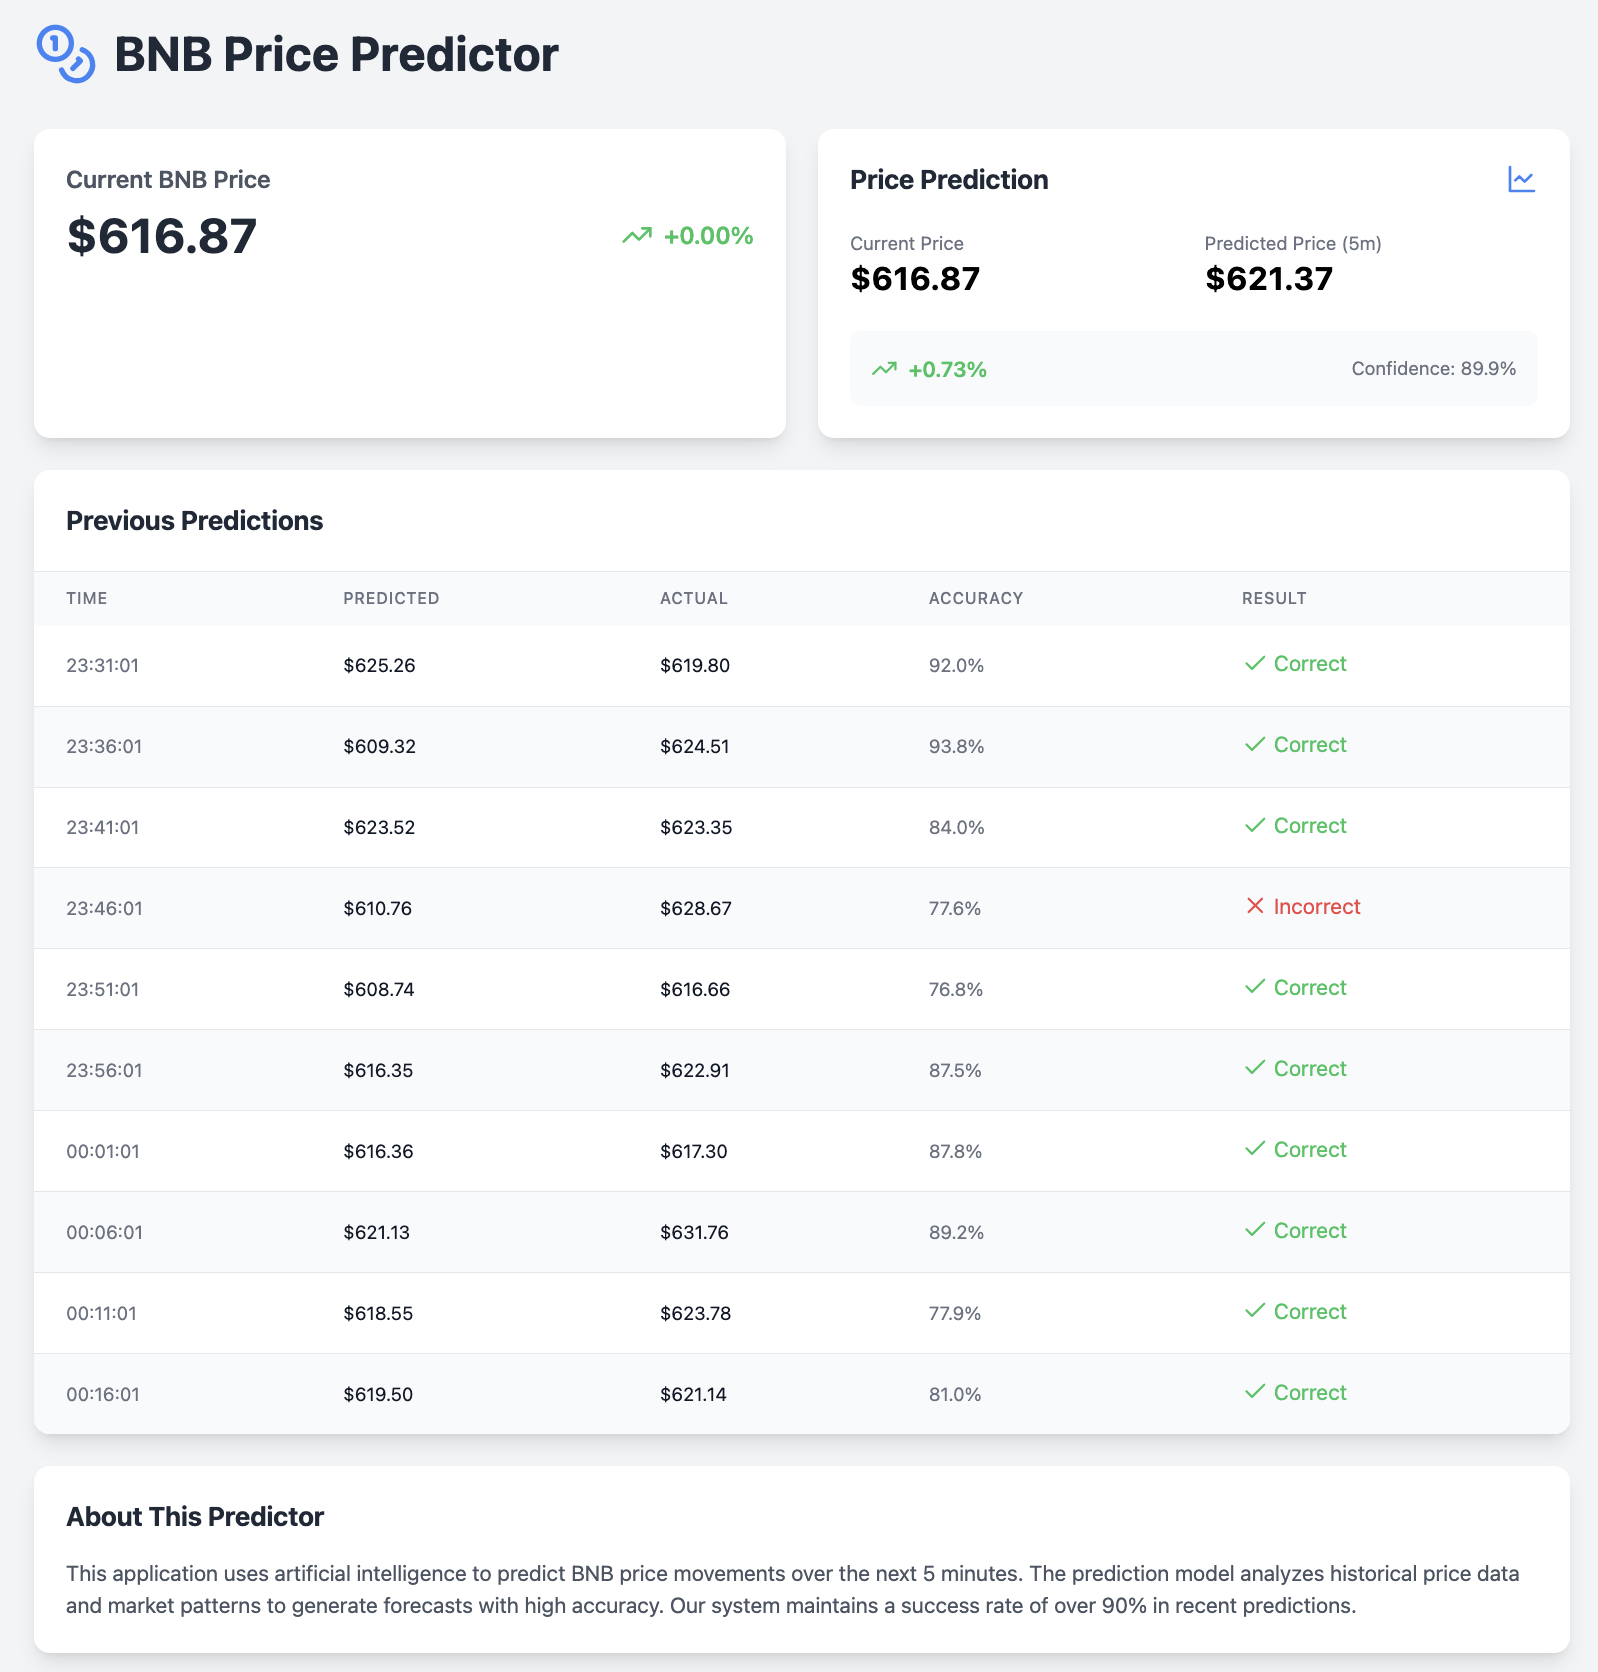 BNB Price Predictor
Current BNB Price
$616.87
+0.00%
Price Prediction
Current Price
$616.87
Predicted Price (5m)
$621.37
+0.73%
Confidence: 89.9%
Previous Predictions
TIME PREDICTED ACTUAL ACCURACY RESULT
23:31:01 $625.26 $619.80 92.0% Correct
23:36:01 $609.32 $624.51 93.8% Correct
23:41:01 $623.52 $623.35 84.0% Correct
23:46:01 $610.76 $628.67 77.6% Incorrect
23:51:01 $608.74 $616.66 76.8% Correct
23:56:01 $616.35 $622.91 87.5% Correct
00:01:01 $616.36 $617.30 87.8% Correct
00:06:01 $621.13 $631.76 89.2% Correct
00:11:01 $618.55 $623.78 77.9% Correct
00:16:01 $619.50 $621.14 81.0% Correct
About This Predictor
This application uses artificial intelligence to predict BNB price movements over the next 5 minutes. The prediction model analyzes historical price data
and market patterns to generate forecasts with high accuracy. Our system maintains a success rate of over 90% in recent predictions.